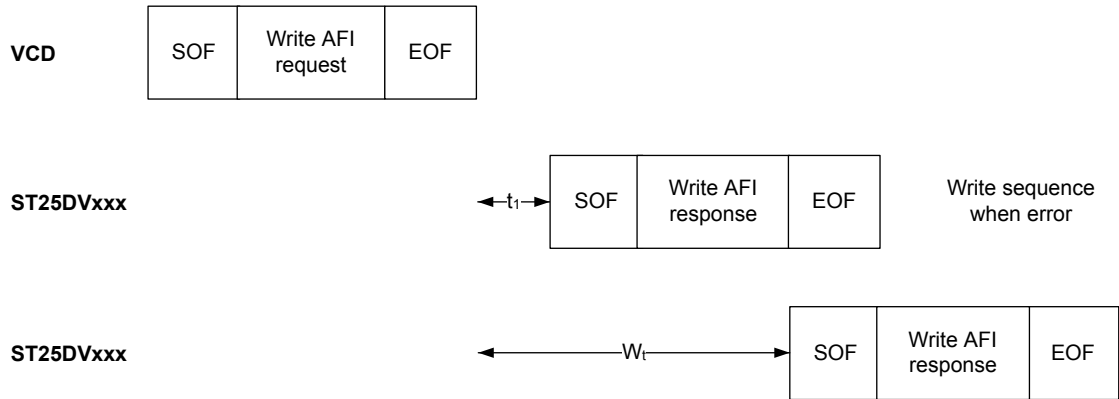 VCD
SOF
Write AFI
request
EOF
ST25DVxxx
t₁
SOF
Write AFI
response
EOF
Write sequence
when error
ST25DVxxx
Wₜ
SOF
Write AFI
response
EOF